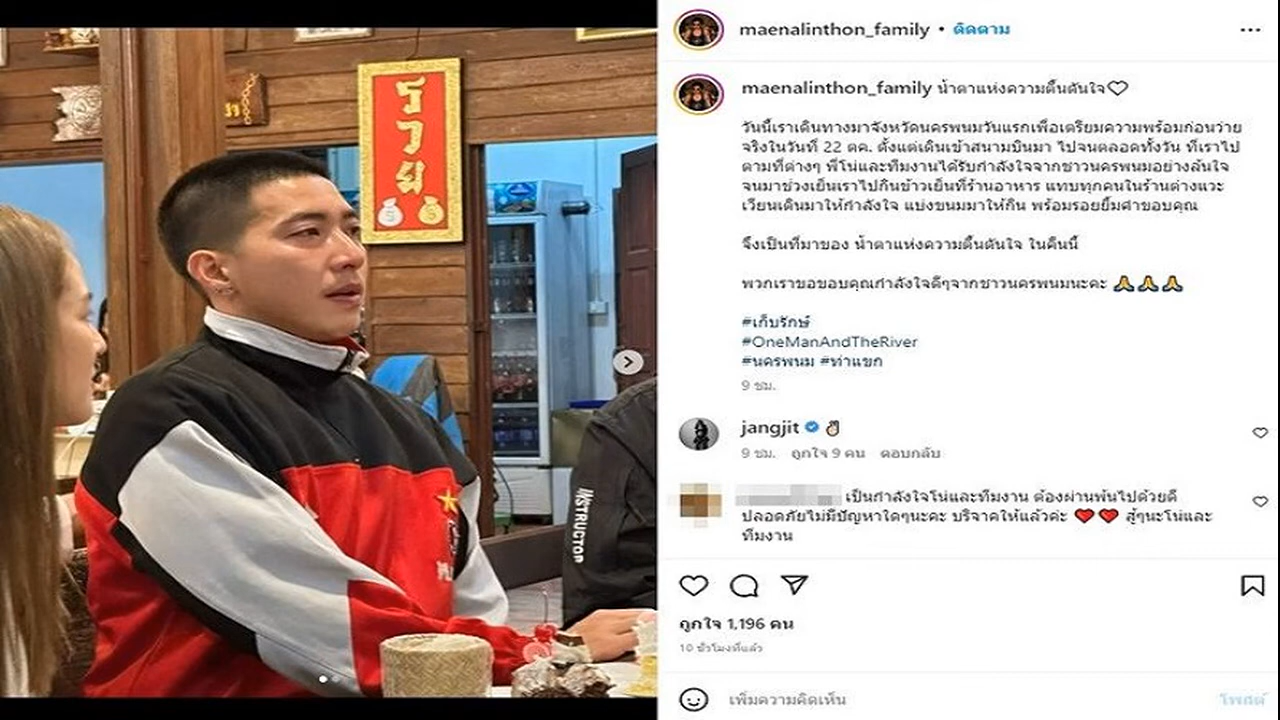 รวย
INSTRUCTOR
maenalinthon_family • ติดตาม
maenalinthon_family น้ำตาแห่งความตื้นตันใจ♡
วันนี้เราเดินทางมาจังหวัดนครพนมวันแรกเพื่อเตรียมความพร้อมก่อนว่าย
จริงในวันที่ 22 ตค. ตั้งแต่เดินเข้าสนามบินมา ไปจนตลอดทั้งวัน ที่เราไป
ตามที่ต่างๆ พี่โน่และทีมงานได้รับกำลังใจจากชาวนครพนมอย่างล้นใจ
จนมาช่วงเย็นเราไปกินข้าวเย็นที่ร้านอาหาร แทบทุกคนในร้านต่างแวะ
เวียนเดินมาให้กำลังใจ แบ่งขนมมาให้กิน พร้อมรอยยิ้มคำขอบคุณ
จึงเป็นที่มาของ น้ำตาแห่งความตื้นตันใจ ในคืนนี้
พวกเราขอขอบคุณกำลังใจดีๆจากชาวนครพนมนะคะ 🙏🙏🙏
#เก็บรักษ์
#OneManAndTheRiver
#นครพนม #ท่าแขก
9 ชม.
jangjit ✌🏻
9 ชม. ถูกใจ 9 คน ตอบกลับ
เป็นกำลังใจโน่และทีมงาน ต้องผ่านพ้นไปด้วยดี
ปลอดภัยไม่มีปัญหาใดๆนะคะ บริจาคให้แล้วค่ะ ❤️❤️ สู้ๆนะโน่และ
ทีมงาน
ถูกใจ 1,196 คน
10 ชั่วโมงที่แล้ว
เพิ่มความคิดเห็น
โพสต์